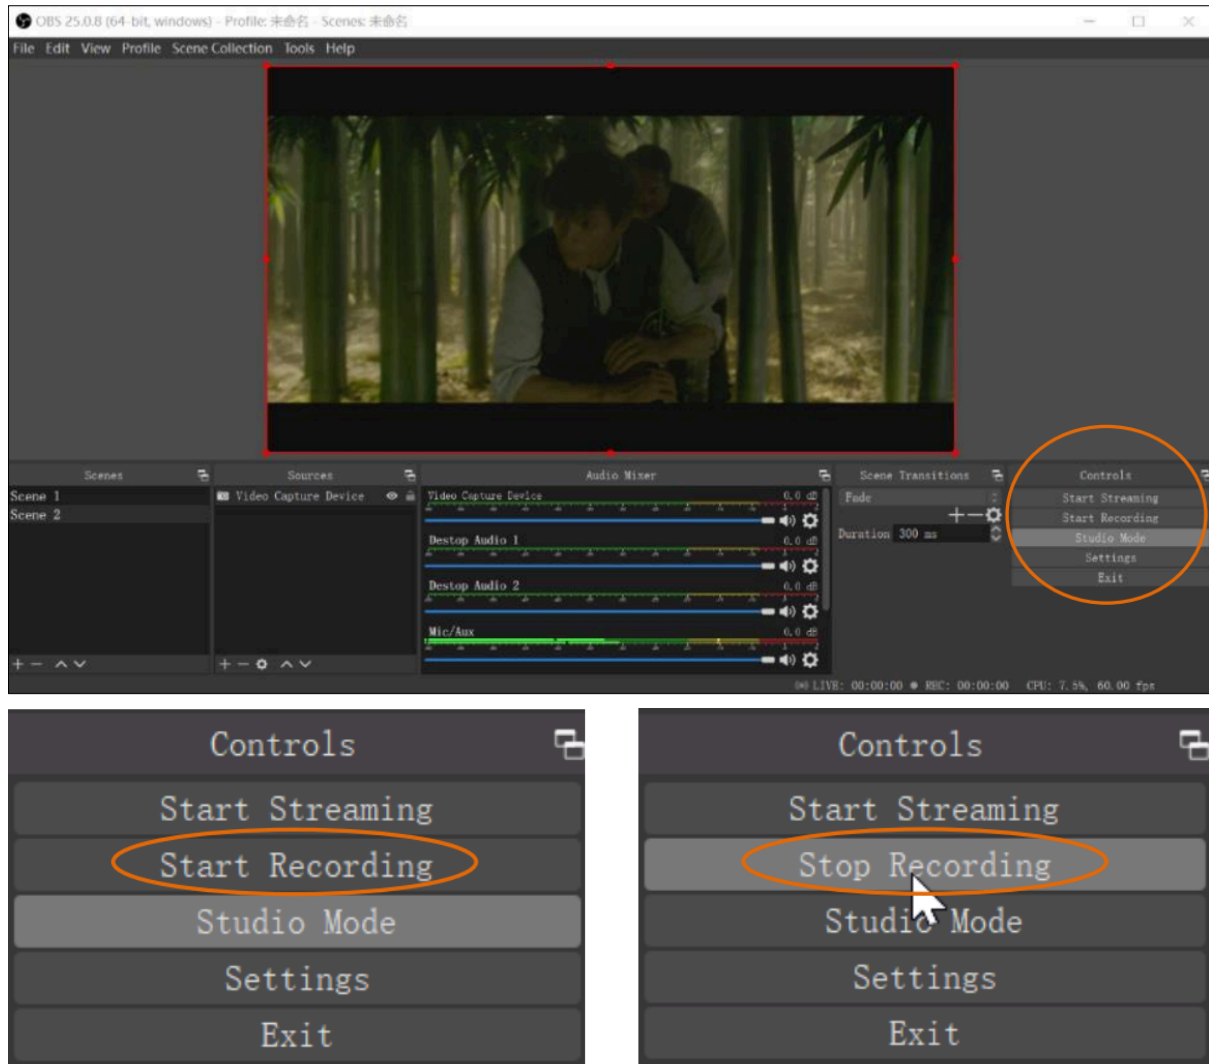 OBS 25.0.8 (64-bit, windows) - Profile: 未命名 - Scenes: 未命名
File Edit View Profile Scene Collection Tools Help
Scenes
Scene 1
Scene 2
Sources
Video Capture Device
Audio Mixer
Video Capture Device 0.0 dB
Destop Audio 1 0.0 dB
Destop Audio 2 0.0 dB
Mic/Aux 0.0 dB
Scene Transitions
Fade
Duration 300 ms
Controls
Start Streaming
Start Recording
Studio Mode
Settings
Exit
LIVE: 00:00:00 REC: 00:00:00 CPU: 7.5%, 60.00 fps
Controls
Start Streaming
Start Recording
Studio Mode
Settings
Exit
Controls
Start Streaming
Stop Recording
Studio Mode
Settings
Exit